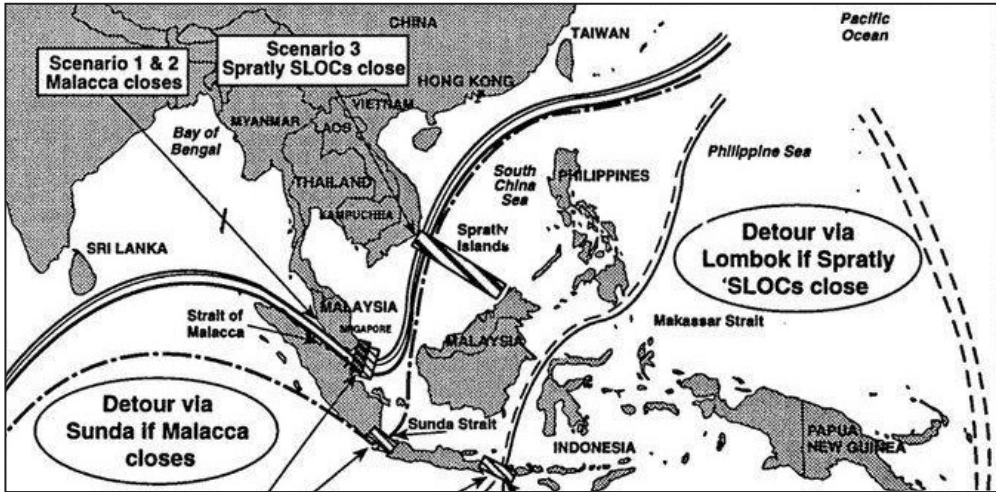 CHINA
Pacific
Ocean
TAIWAN
Scenario 3
Spratly SLOCs close
Scenario 1 & 2
Malacca closes
HONG KONG
VIETNAM
MYANMAR
LAOS
Bay of
Bengal
Philippine Sea
THAILAND
South
China
Sea
PHILIPPINES
KAMPUCHEA
Spratly
Islands
SRI LANKA
Detour via
Lombok if Spratly
SLOCs close
MALAYSIA
Strait of
Malacca
SINGAPORE
MALAYSIA
Makassar Strait
Detour via
Sunda if Malacca
closes
Sunda Strait
INDONESIA
PAPUA
NEW GUINEA